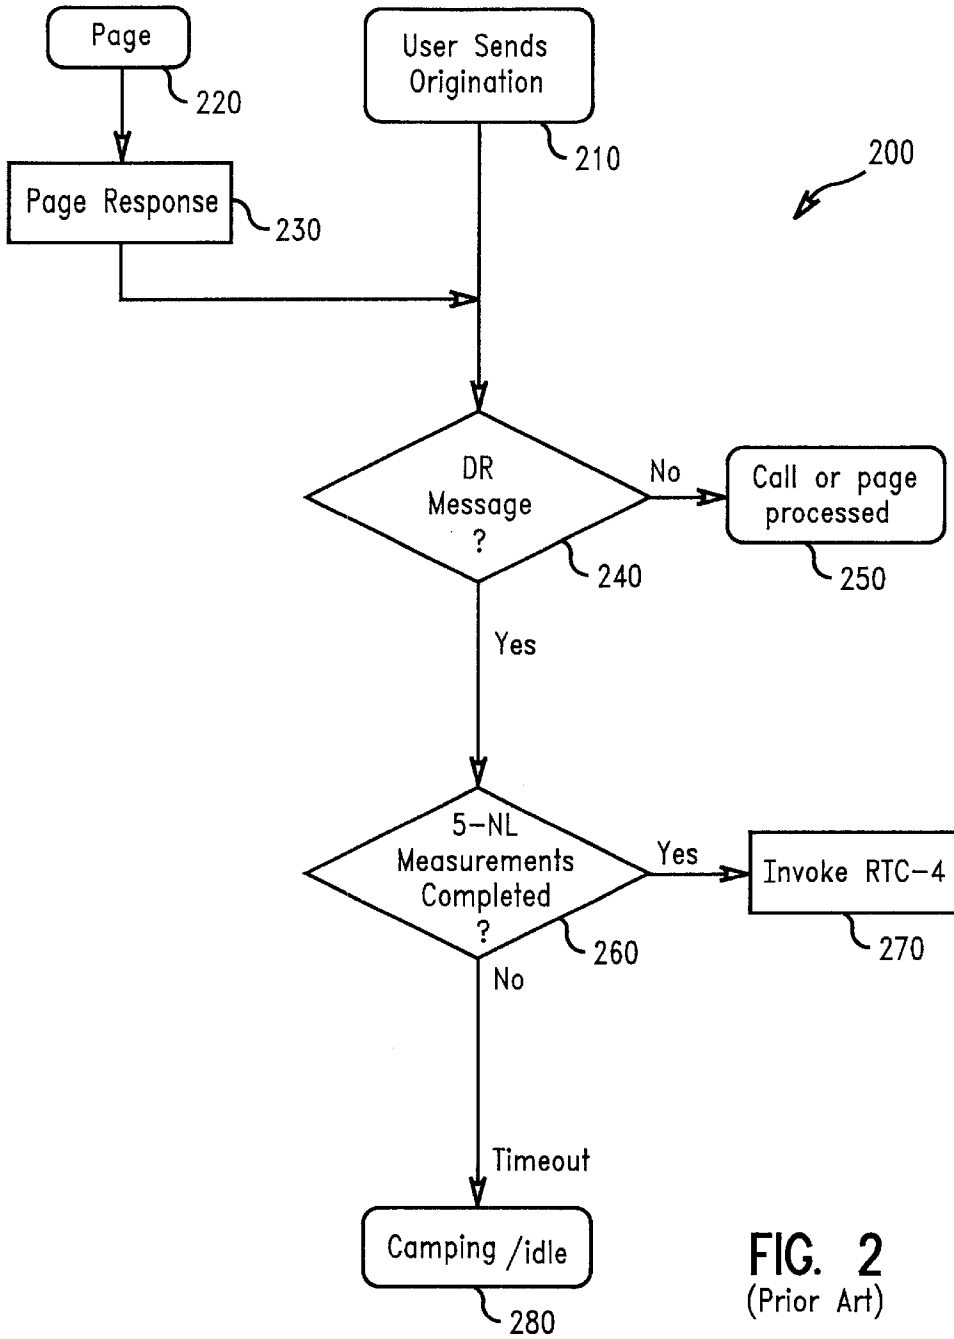 Page
220
User Sends
Origination
210
200
Page Response
230
DR
Message
?
240
No
Call or page
processed
250
Yes
5-NL
Measurements
Completed
?
260
Yes
Invoke RTC-4
270
No
Timeout
Camping /idle
280
FIG. 2
(Prior Art)